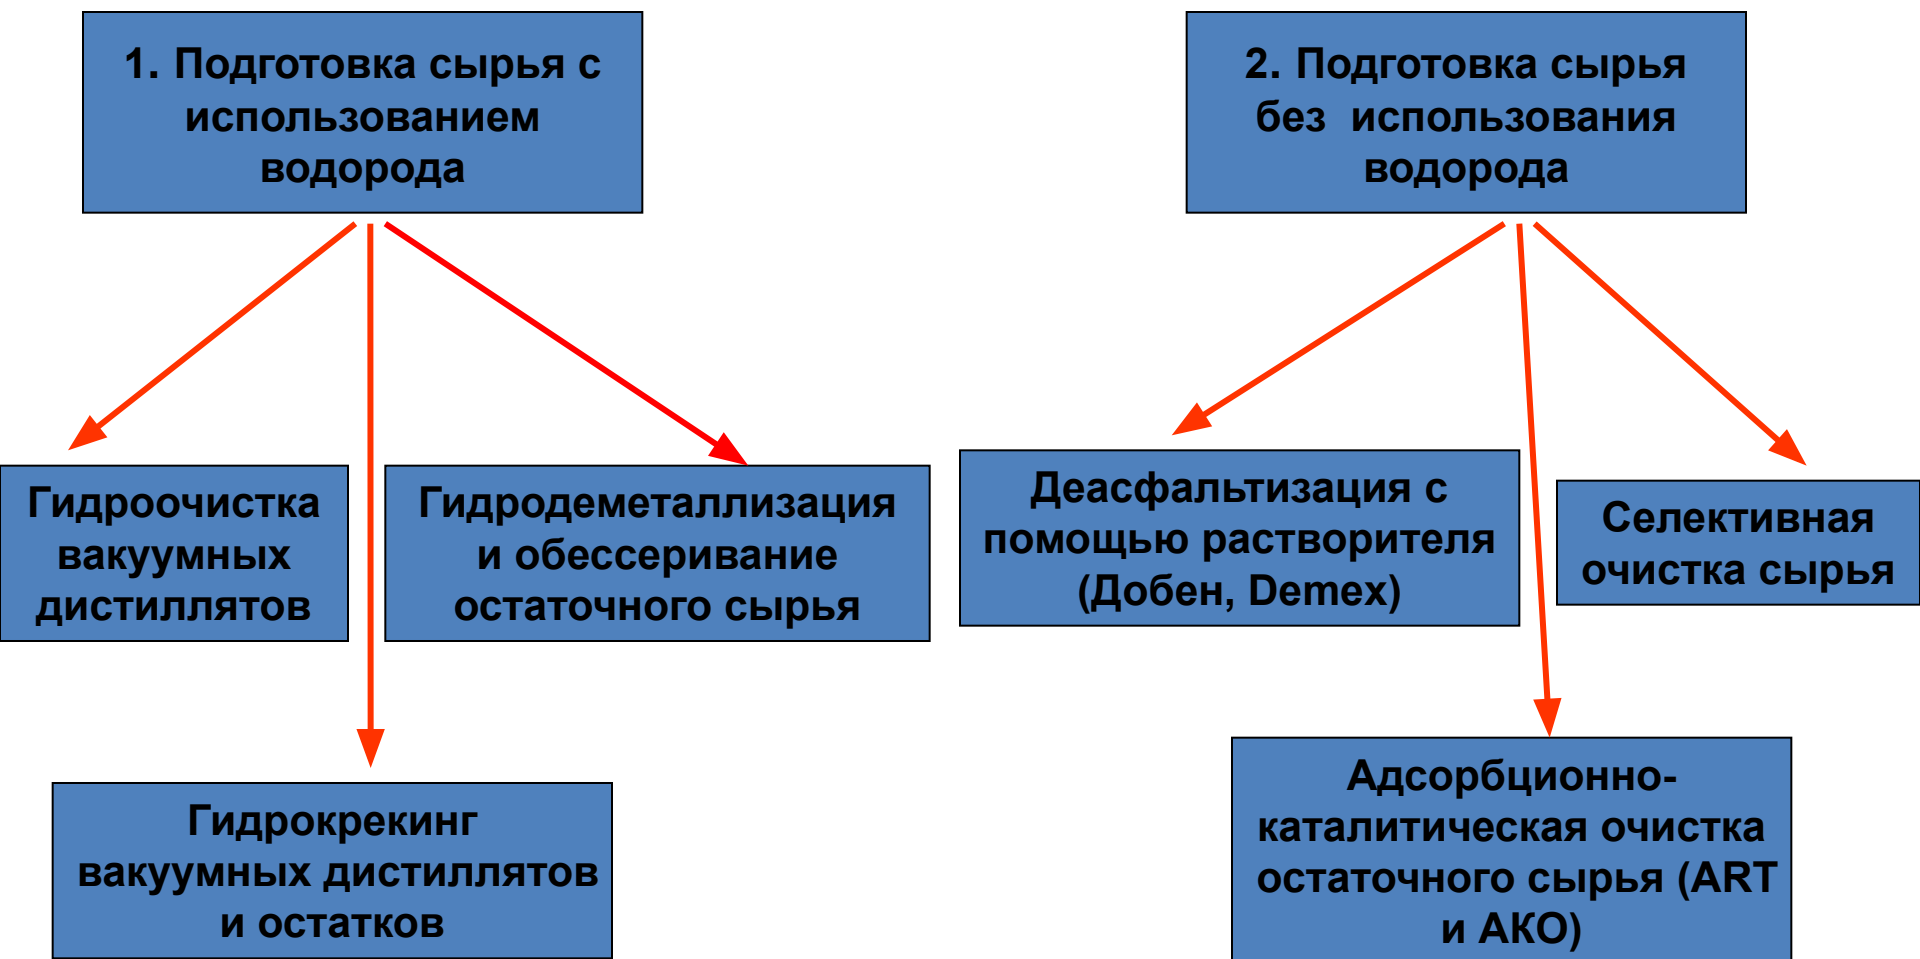 1. Подготовка сырья с
использованием
водорода
2. Подготовка сырья
без использования
водорода
Гидроочистка
вакуумных
дистиллятов
Гидродеметаллизация
и обессеривание
остаточного сырья
Деасфальтизация с
помощью растворителя
(Добен, Demex)
Селективная
очистка сырья
Гидрокрекинг
вакуумных дистиллятов
и остатков
Адсорбционно-
каталитическая очистка
остаточного сырья (ART
и АКО)